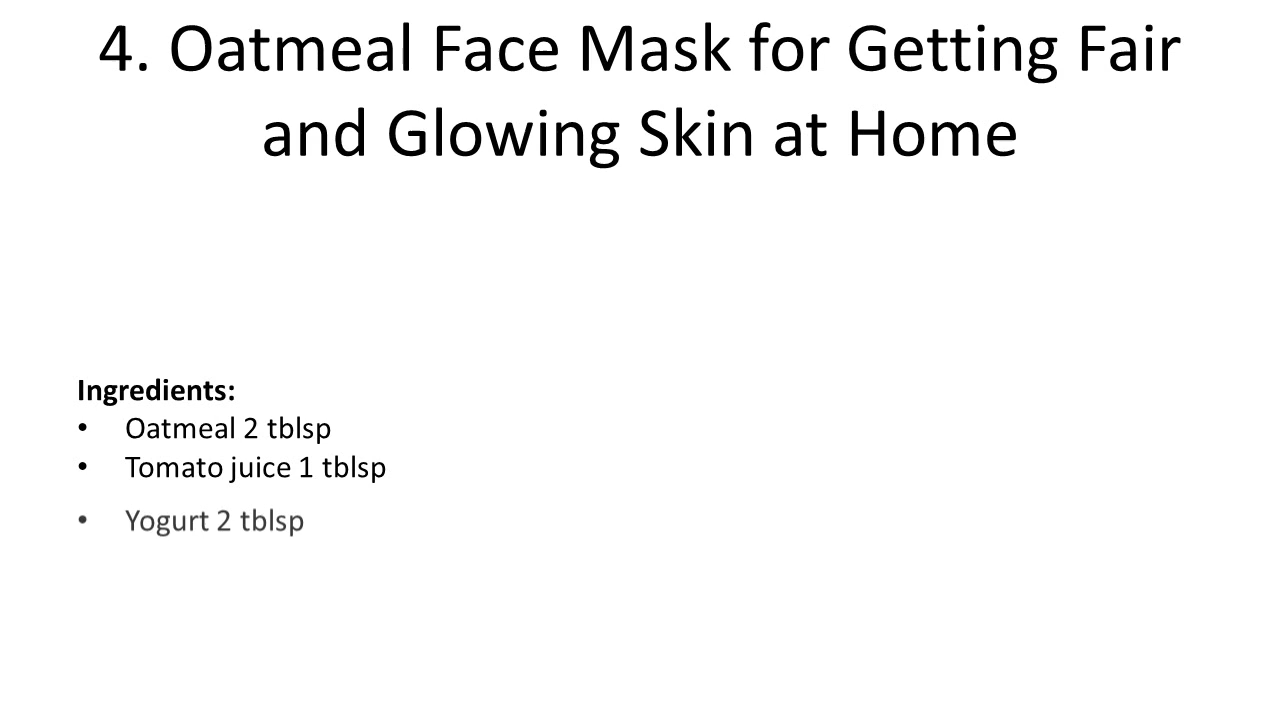 4. Oatmeal Face Mask for Getting Fair
and Glowing Skin at Home
Ingredients:
• Oatmeal 2 tblsp
• Tomato juice 1 tblsp
• Yogurt 2 tblsp